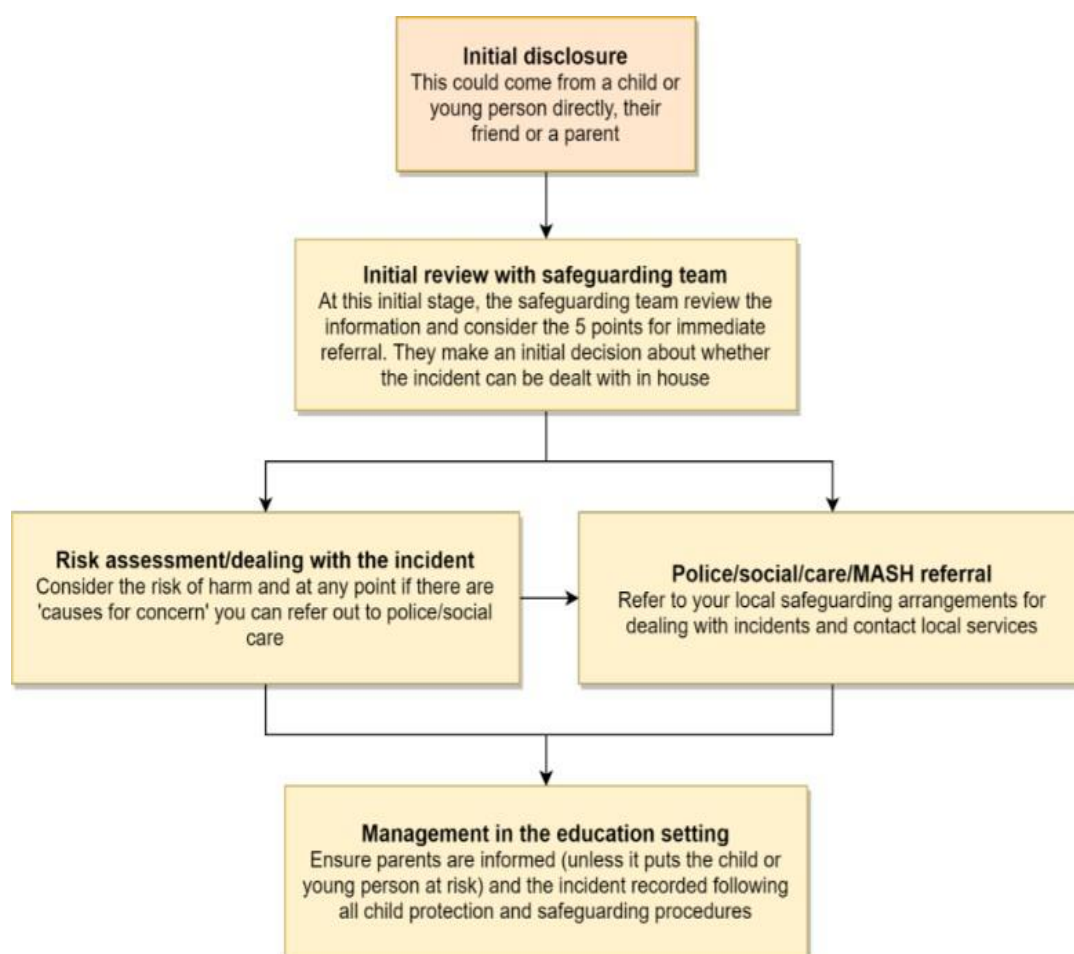 Initial disclosure
This could come from a child or
young person directly, their
friend or a parent
Initial review with safeguarding team
At this initial stage, the safeguarding team review the
information and consider the 5 points for immediate
referral. They make an initial decision about whether
the incident can be dealt with in house
Risk assessment/dealing with the incident
Consider the risk of harm and at any point if there are
'causes for concern' you can refer out to police/social
care
Police/social/care/MASH referral
Refer to your local safeguarding arrangements for
dealing with incidents and contact local services
Management in the education setting
Ensure parents are informed (unless it puts the child or
young person at risk) and the incident recorded following
all child protection and safeguarding procedures